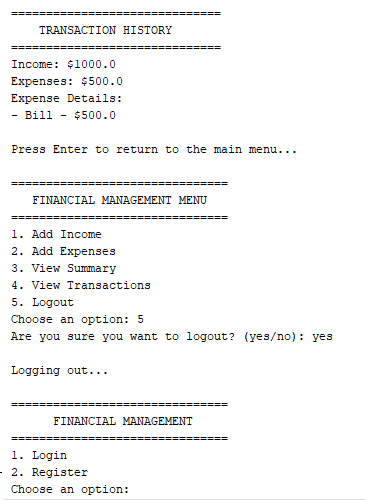 ==============================
TRANSACTION HISTORY
==============================
Income: $1000.0
Expenses: $500.0
Expense Details:
- Bill - $500.0
Press Enter to return to the main menu...
===============================
FINANCIAL MANAGEMENT MENU
===============================
1. Add Income
2. Add Expenses
3. View Summary
4. View Transactions
5. Logout
Choose an option: 5
Are you sure you want to logout? (yes/no): yes
Logging out...
===============================
FINANCIAL MANAGEMENT
===============================
1. Login
2. Register
Choose an option: